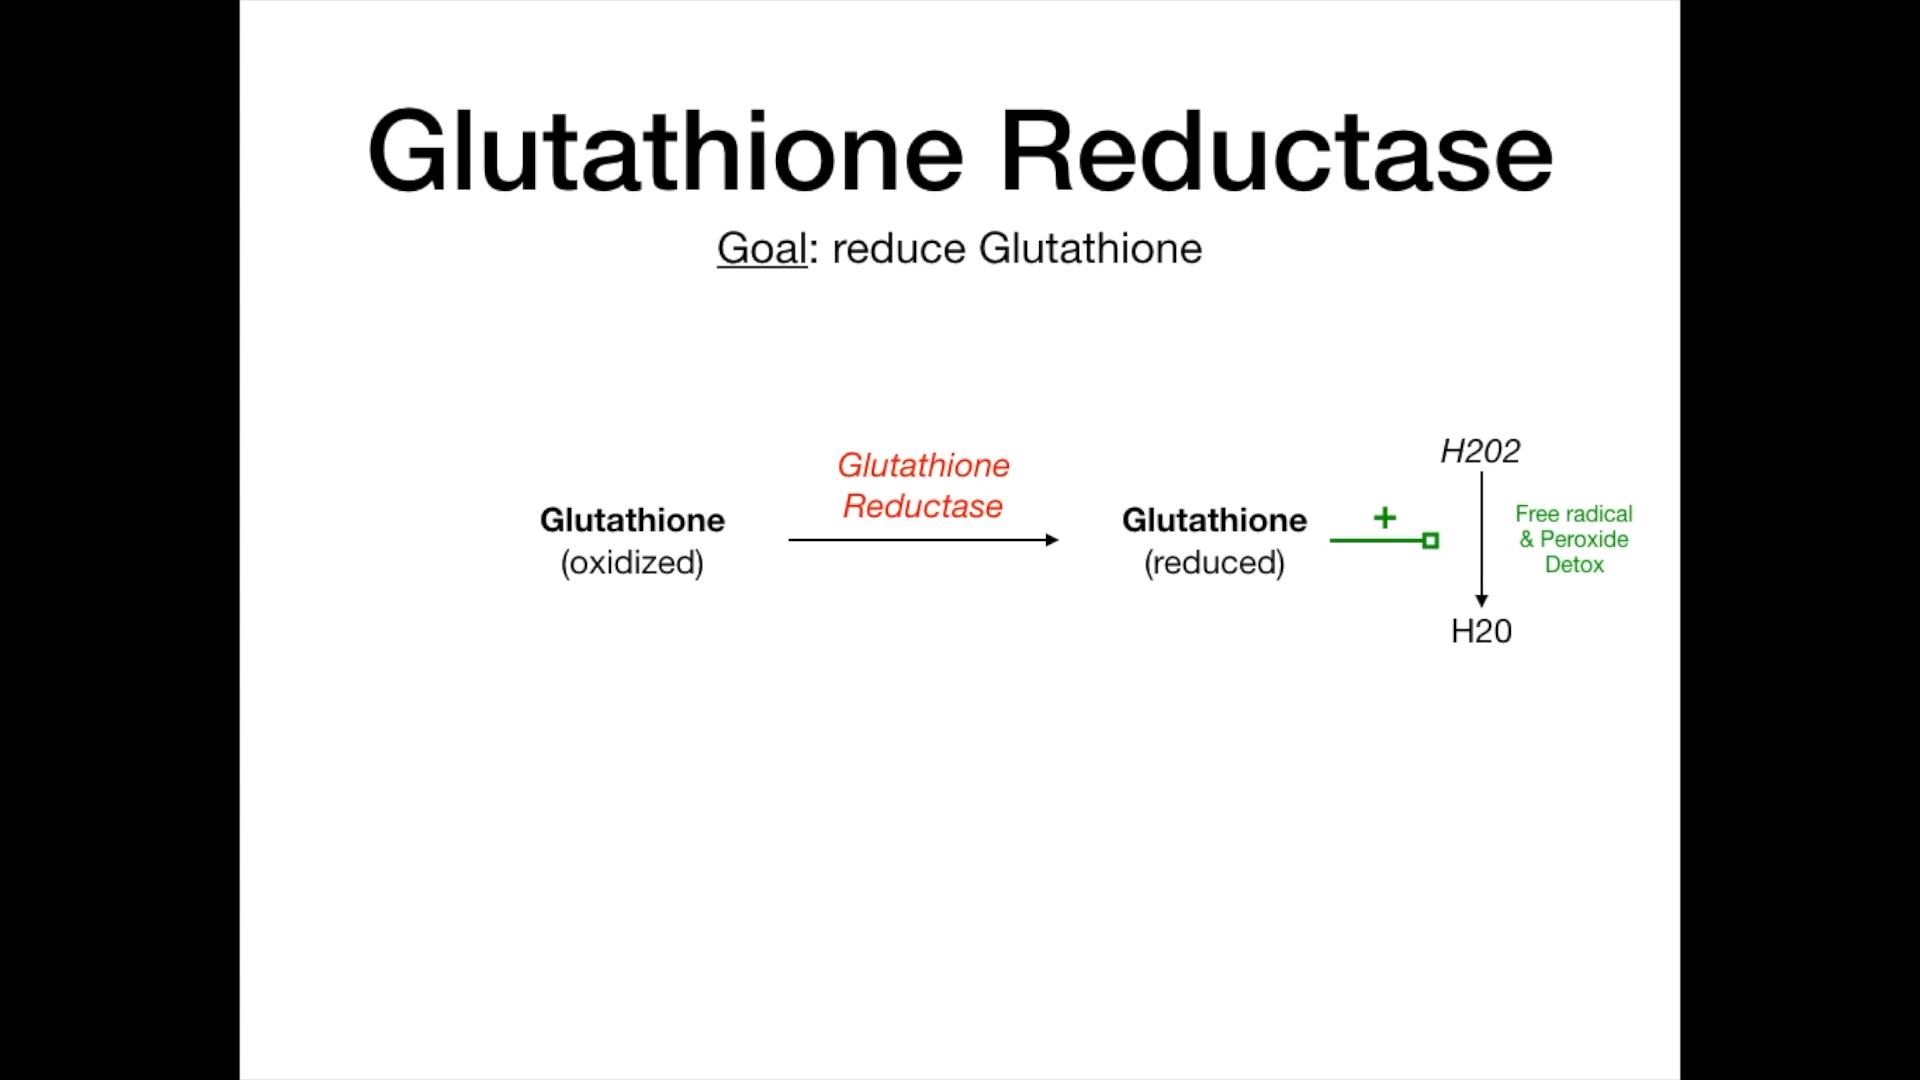 Glutathione Reductase
Goal: reduce Glutathione
Glutathione
Reductase
Glutathione
(oxidized)
Glutathione
(reduced)
+
H202
Free radical
& Peroxide
Detox
H20